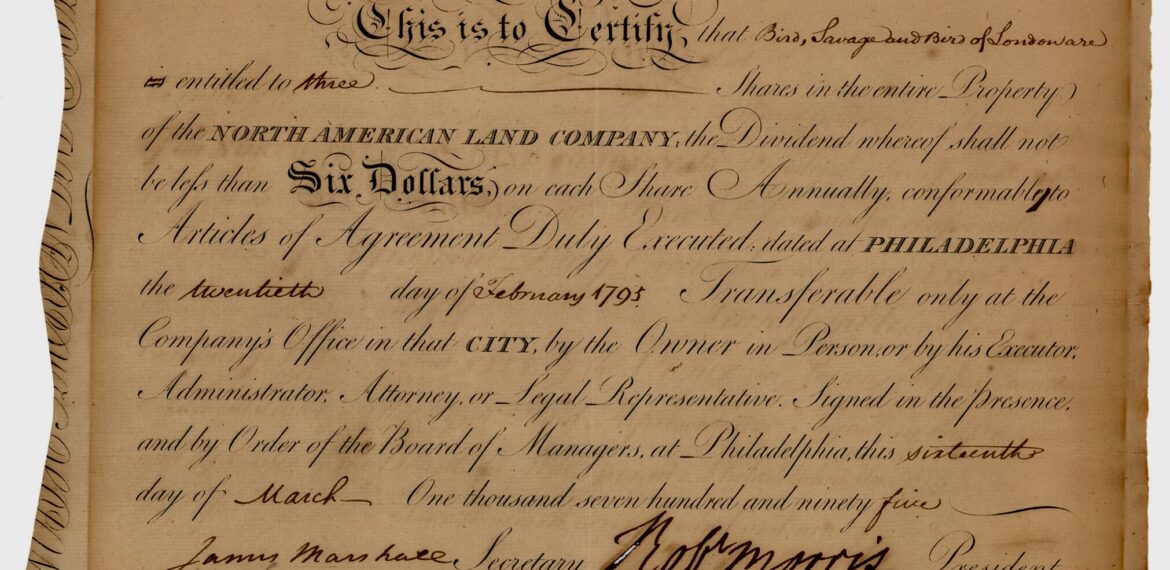 This is to Certify, that Bird, Savage and Bird of London are
is entitled to three Shares in the entire Property
of the NORTH AMERICAN LAND COMPANY; the Dividend whereof shall not
be less than Six Dollars, on each Share Annually, conformably to
Articles of Agreement Duly Executed; dated at PHILADELPHIA
the twentieth day of February 1795 Transferable only at the
Company's Office in that CITY, by the Owner in Person, or by his Executor,
Administrator, Attorney, or Legal Representative. Signed in the presence,
and by Order of the Board of Managers, at Philadelphia, this sixteenth
day of March One thousand seven hundred and ninety five
James Marshall Secretary Robt Morris President